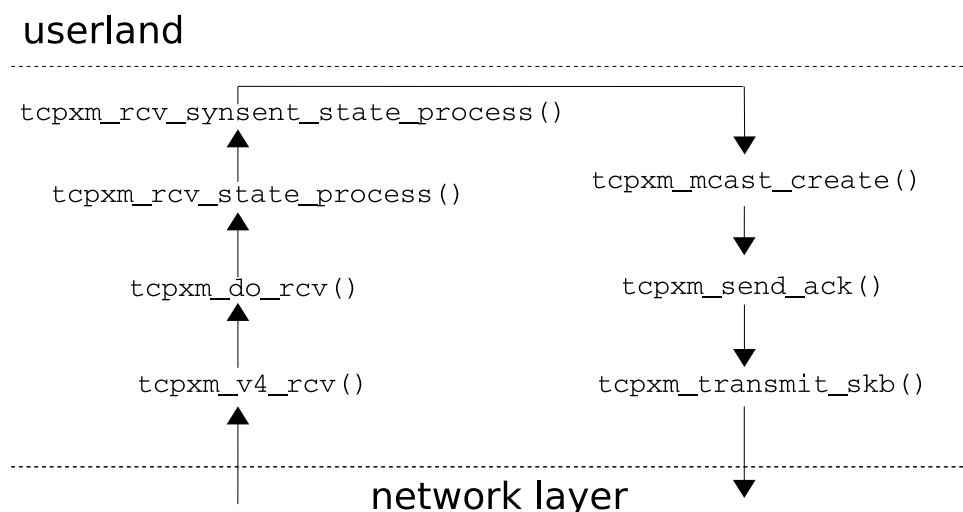 userland
tcpxm_rcv_synsent_state_process()
tcpxm_rcv_state_process()
tcpxm_do_rcv()
tcpxm_v4_rcv()
tcpxm_mcast_create()
tcpxm_send_ack()
tcpxm_transmit_skb()
network layer